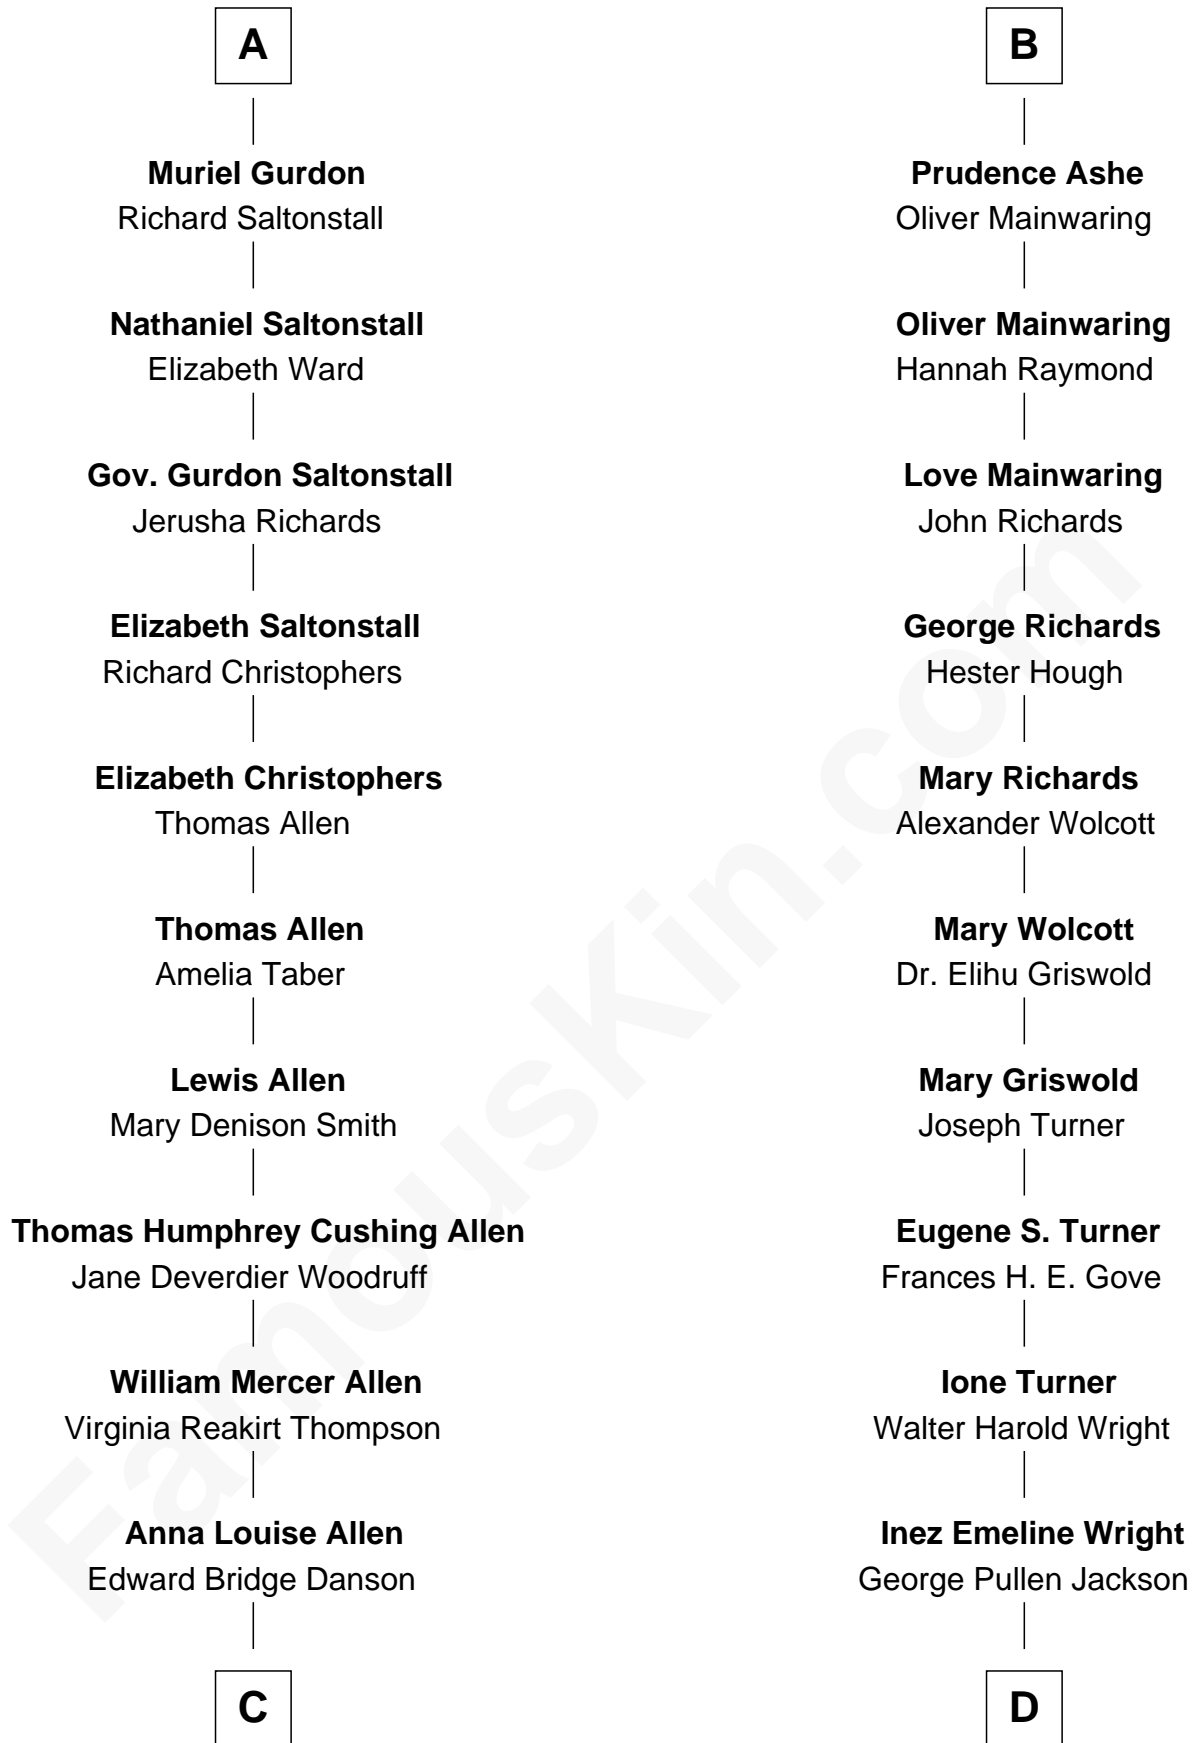 A
Muriel Gurdon
Richard Saltonstall
Nathaniel Saltonstall
Elizabeth Ward
Gov. Gurdon Saltonstall
Jerusha Richards
Elizabeth Saltonstall
Richard Christophers
Elizabeth Christophers
Thomas Allen
Thomas Allen
Amelia Taber
Lewis Allen
Mary Denison Smith
Thomas Humphrey Cushing Allen
Jane Deverdier Woodruff
William Mercer Allen
Virginia Reakirt Thompson
Anna Louise Allen
Edward Bridge Danson
C
B
Prudence Ashe
Oliver Mainwaring
Oliver Mainwaring
Hannah Raymond
Love Mainwaring
John Richards
George Richards
Hester Hough
Mary Richards
Alexander Wolcott
Mary Wolcott
Dr. Elihu Griswold
Mary Griswold
Joseph Turner
Eugene S. Turner
Frances H. E. Gove
Ione Turner
Walter Harold Wright
Inez Emeline Wright
George Pullen Jackson
D
FamousKin.com